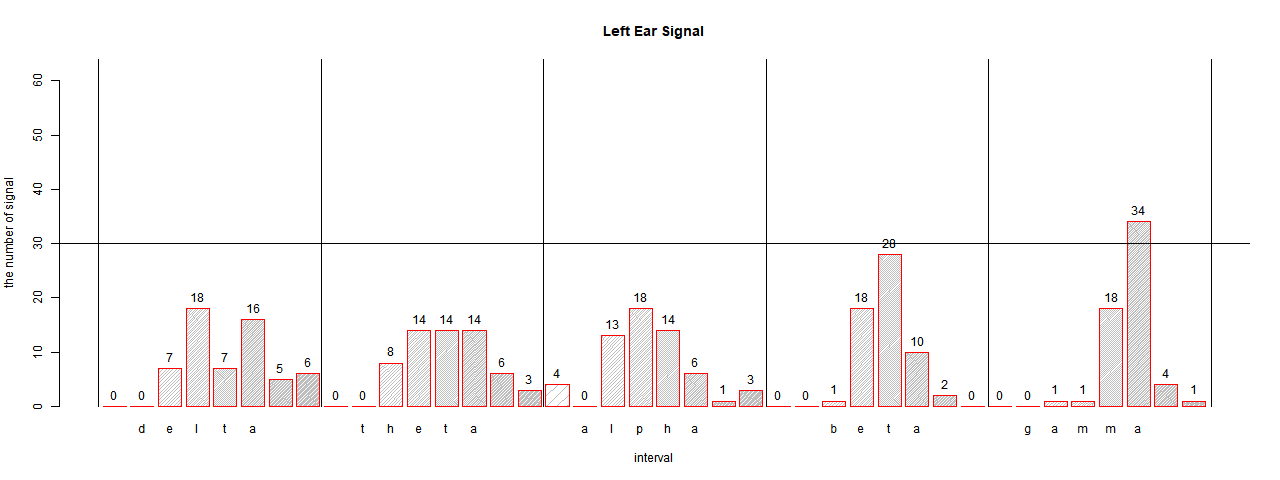 Left Ear Signal
the number of signal
60
50
40
30
20
10
0
0 0 7 18 7 16 5 6 0 0 8 14 14 14 6 3 4 0 13 18 14 6 1 3 0 0 1 18 28 10 2 0 0 0 1 1 18 34 4 1
d e l t a t h e t a a l p h a b e t a g a m m a
interval